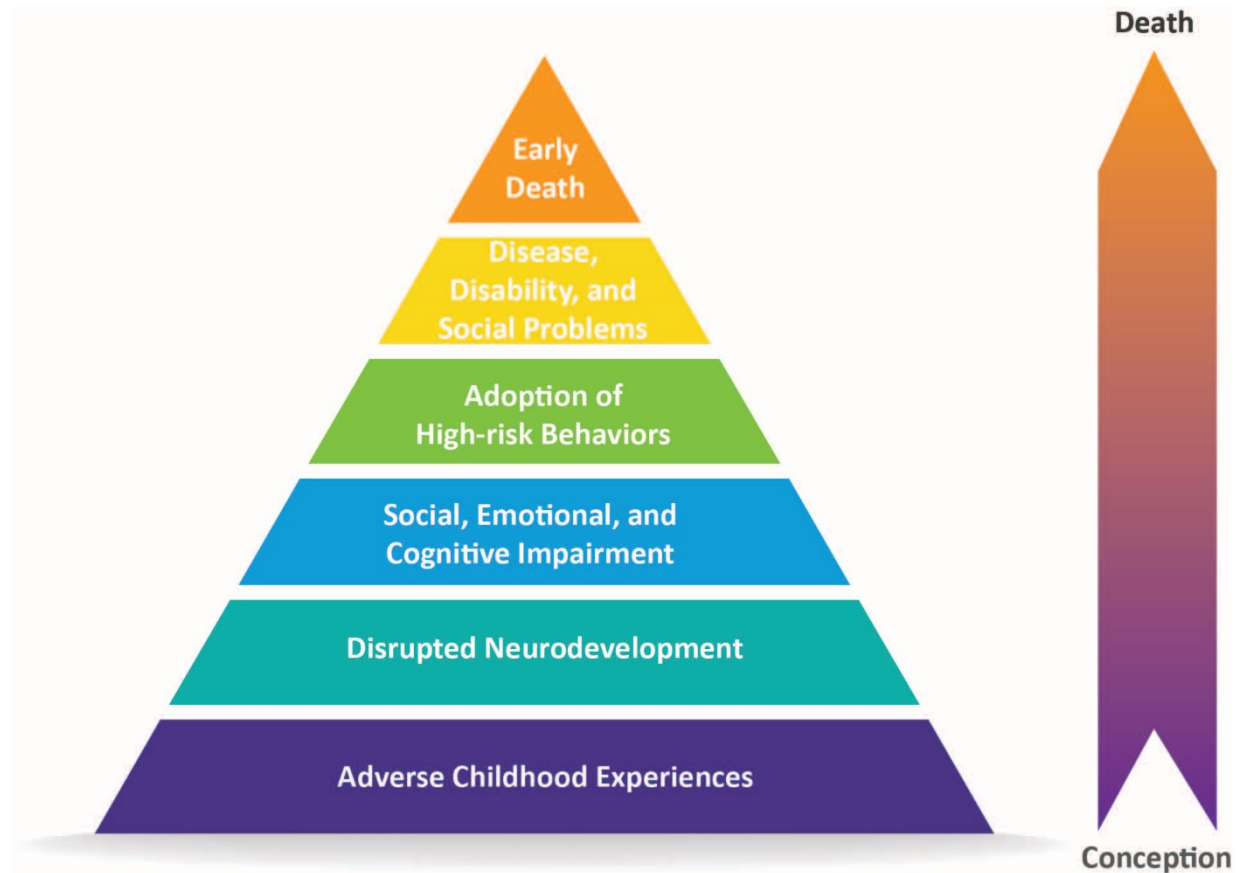 Death
Early
Death
Disease,
Disability, and
Social Problems
Adoption of
High-risk Behaviors
Social, Emotional, and
Cognitive Impairment
Disrupted Neurodevelopment
Adverse Childhood Experiences
Conception